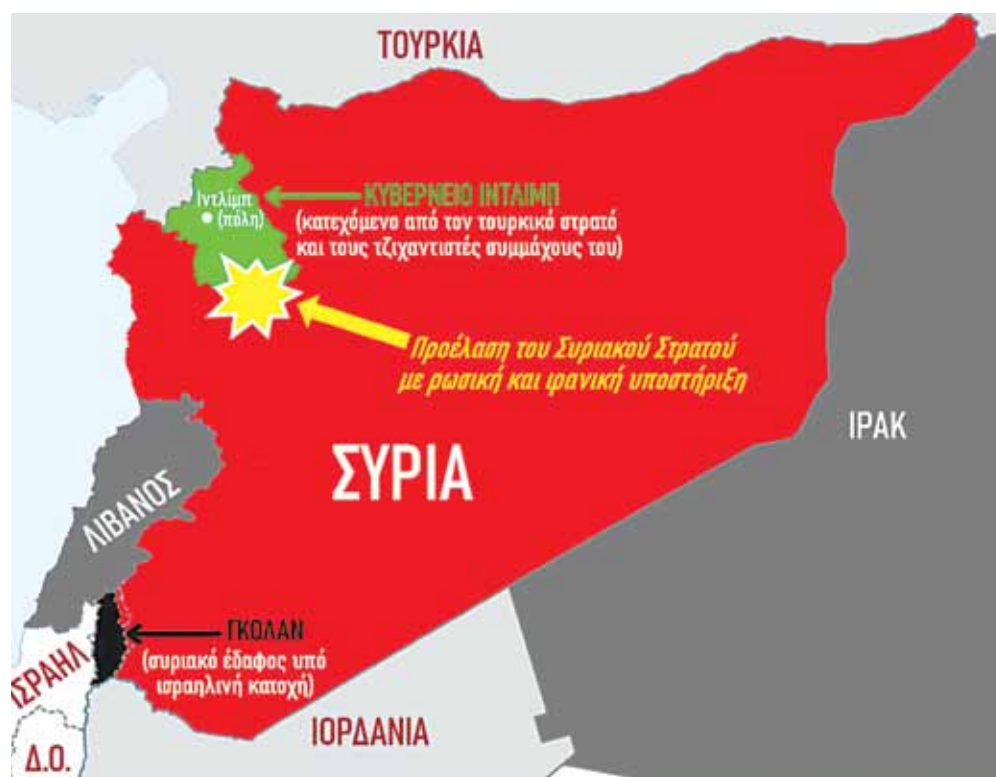 ΤΟΥΡΚΙΑ
Ιντλίμπ
(πόλη)
ΚΥΒΕΡΝΕΙΟ ΙΝΤΛΙΜΠ
(κατεχόμενο από τον τουρκικό στρατό
και τους τζιχαντιστές συμμάχους του)
Προέλαση του Συριακού Στρατού
με ρωσική και ιρανική υποστήριξη
ΙΡΑΚ
ΣΥΡΙΑ
ΛΙΒΑΝΟΣ
ΓΚΟΛΑΝ
(συριακό έδαφος υπό
ισραηλινή κατοχή)
ΙΣΡΑΗΛ
ΙΟΡΔΑΝΙΑ
Δ.Ο.